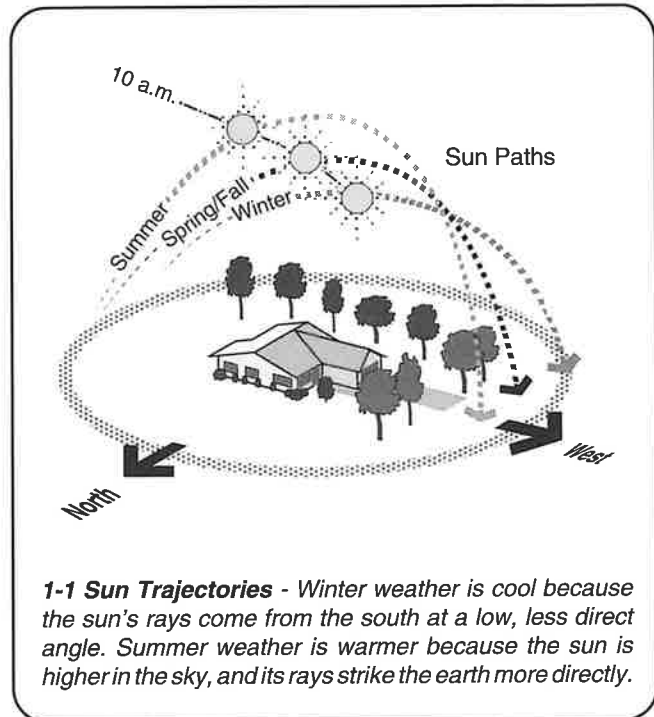 10 a.m.
Sun Paths
Summer
Spring/Fall
Winter
North
West
1-1 Sun Trajectories - Winter weather is cool because
the sun's rays come from the south at a low, less direct
angle. Summer weather is warmer because the sun is
higher in the sky, and its rays strike the earth more directly.